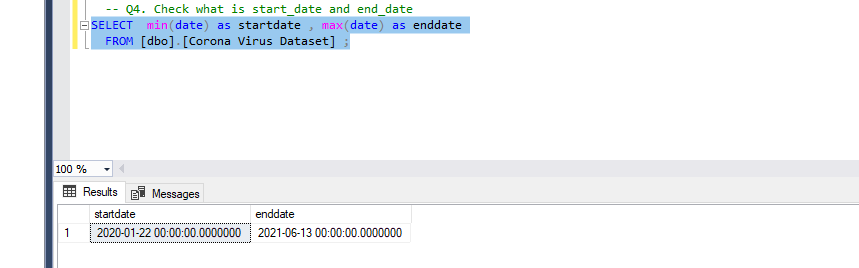 -- Q4. Check what is start_date and end_date
SELECT min(date) as startdate , max(date) as enddate
FROM [dbo].[Corona Virus Dataset] ;
100 %
Results Messages
startdate enddate
1 2020-01-22 00:00:00.0000000 2021-06-13 00:00:00.0000000